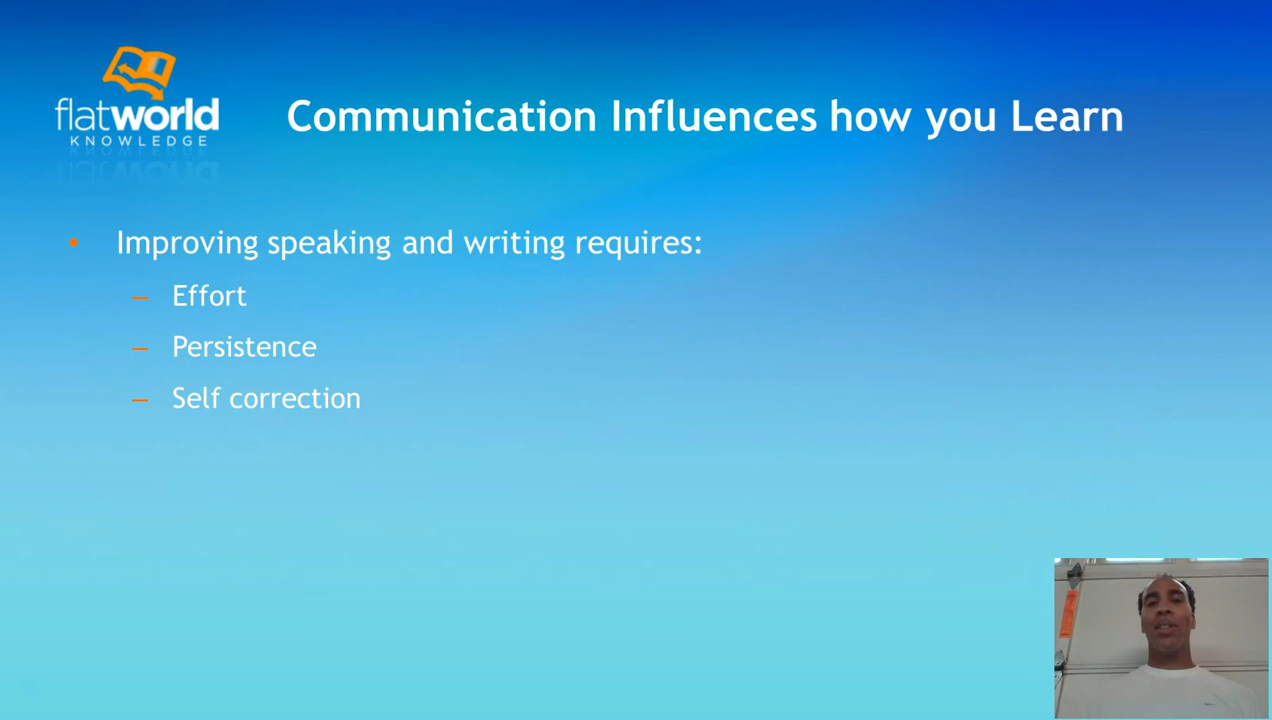 flatworld
KNOWLEDGE
Communication Influences how you Learn
• Improving speaking and writing requires:
– Effort
– Persistence
– Self correction